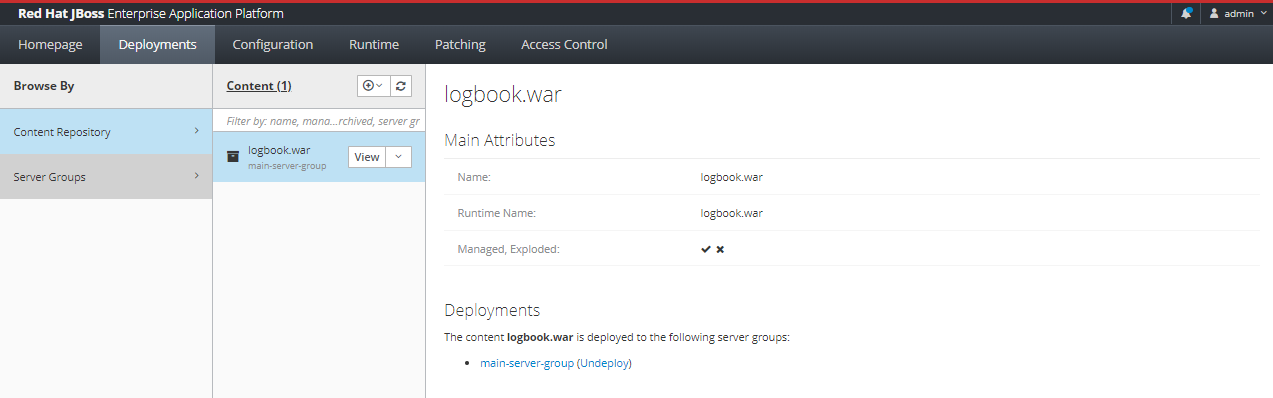 Red Hat JBoss Enterprise Application Platform
admin
Homepage Deployments Configuration Runtime Patching Access Control
Browse By
Content Repository
Server Groups
Content (1)
Filter by: name, mana...rchived, server gr
logbook.war
main-server-group
View
logbook.war
Main Attributes
Name: logbook.war
Runtime Name: logbook.war
Managed, Exploded:
Deployments
The content logbook.war is deployed to the following server groups:
main-server-group (Undeploy)